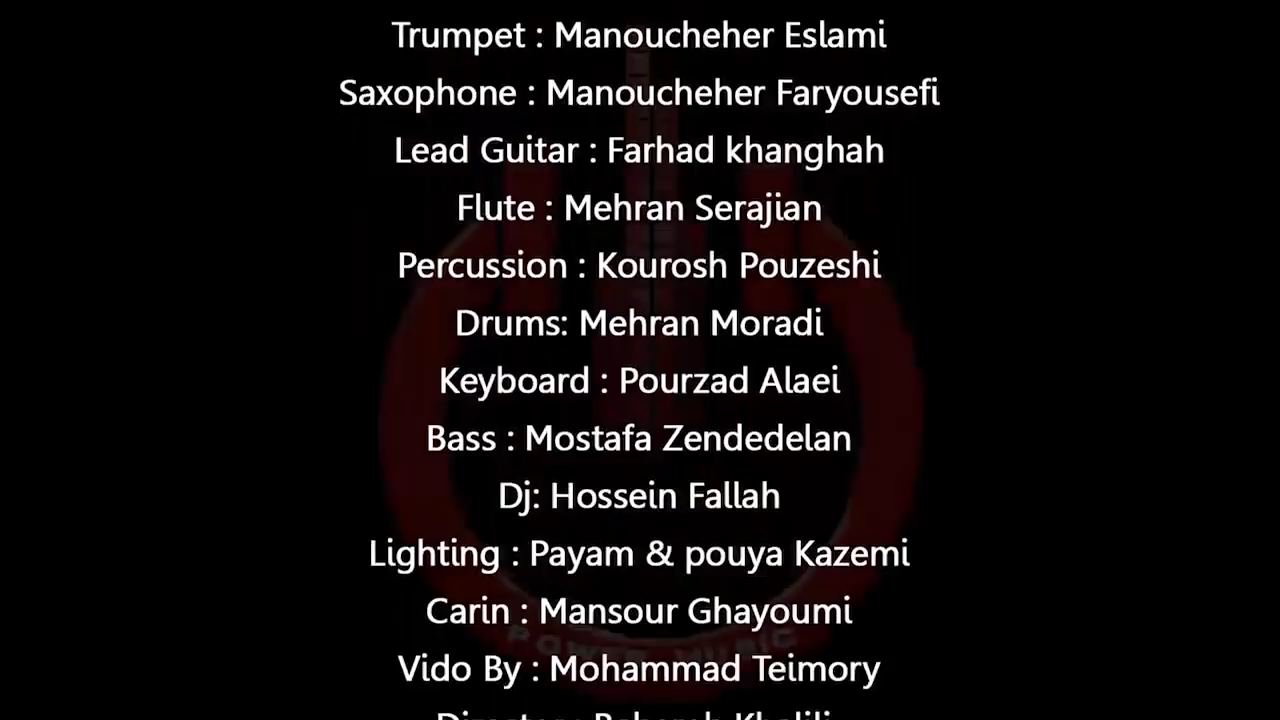 Trumpet : Manoucheher Eslami
Saxophone : Manoucheher Faryousefi
Lead Guitar : Farhad khanghah
Flute : Mehran Serajian
Percussion : Kourosh Pouzeshi
Drums: Mehran Moradi
Keyboard : Pourzad Alaei
Bass : Mostafa Zendedelan
Dj: Hossein Fallah
Lighting : Payam & pouya Kazemi
Carin : Mansour Ghayoumi
POWER MUSIC
Vido By : Mohammad Teimory